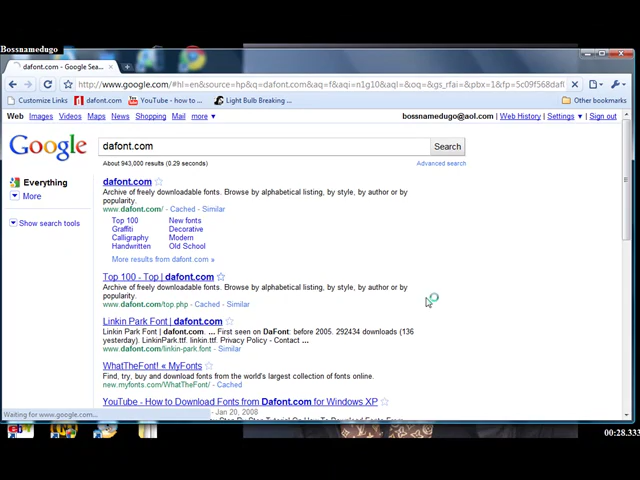 Bossnamedugo
dafont.com - Google Sea...
http://www.google.com/#hl=en&source=hp&q=dafont.com&aq=f&aqi=n1g10&aql=&oq=&gs_rfai=&pbx=1&fp=5c09f568dafl
Customize Links dafont.com YouTube - how to ... Light Bulb Breaking ... Other bookmarks
Web Images Videos Maps News Shopping Mail more ▼ bossnamedugo@aol.com | Web History | Settings ▼ | Sign out
Google dafont.com Search
About 943,000 results (0.29 seconds) Advanced search
Everything
More
Show search tools
dafont.com
Archive of freely downloadable fonts. Browse by alphabetical listing, by style, by author or by
popularity.
www.dafont.com/ - Cached - Similar
Top 100 New fonts
Graffiti Decorative
Calligraphy Modern
Handwritten Old School
More results from dafont.com »
Top 100 - Top | dafont.com
Archive of freely downloadable fonts. Browse by alphabetical listing, by style, by author or by
popularity.
www.dafont.com/top.php - Cached - Similar
Linkin Park Font | dafont.com
Linkin Park Font | dafont.com. ... First seen on DaFont: before 2005. 292434 downloads (136
yesterday). LinkinPark.ttf. linkin.ttf. Privacy Policy - Contact ...
www.dafont.com/linkin-park.font - Similar
WhatTheFont! « MyFonts
Find, try, buy and download fonts from the world's largest collection of fonts online.
new.myfonts.com/WhatTheFont/ - Cached
YouTube - How to Download Fonts from Dafont.com for Windows XP
- Jan 20, 2008
Waiting for www.google.com...
00:28.333